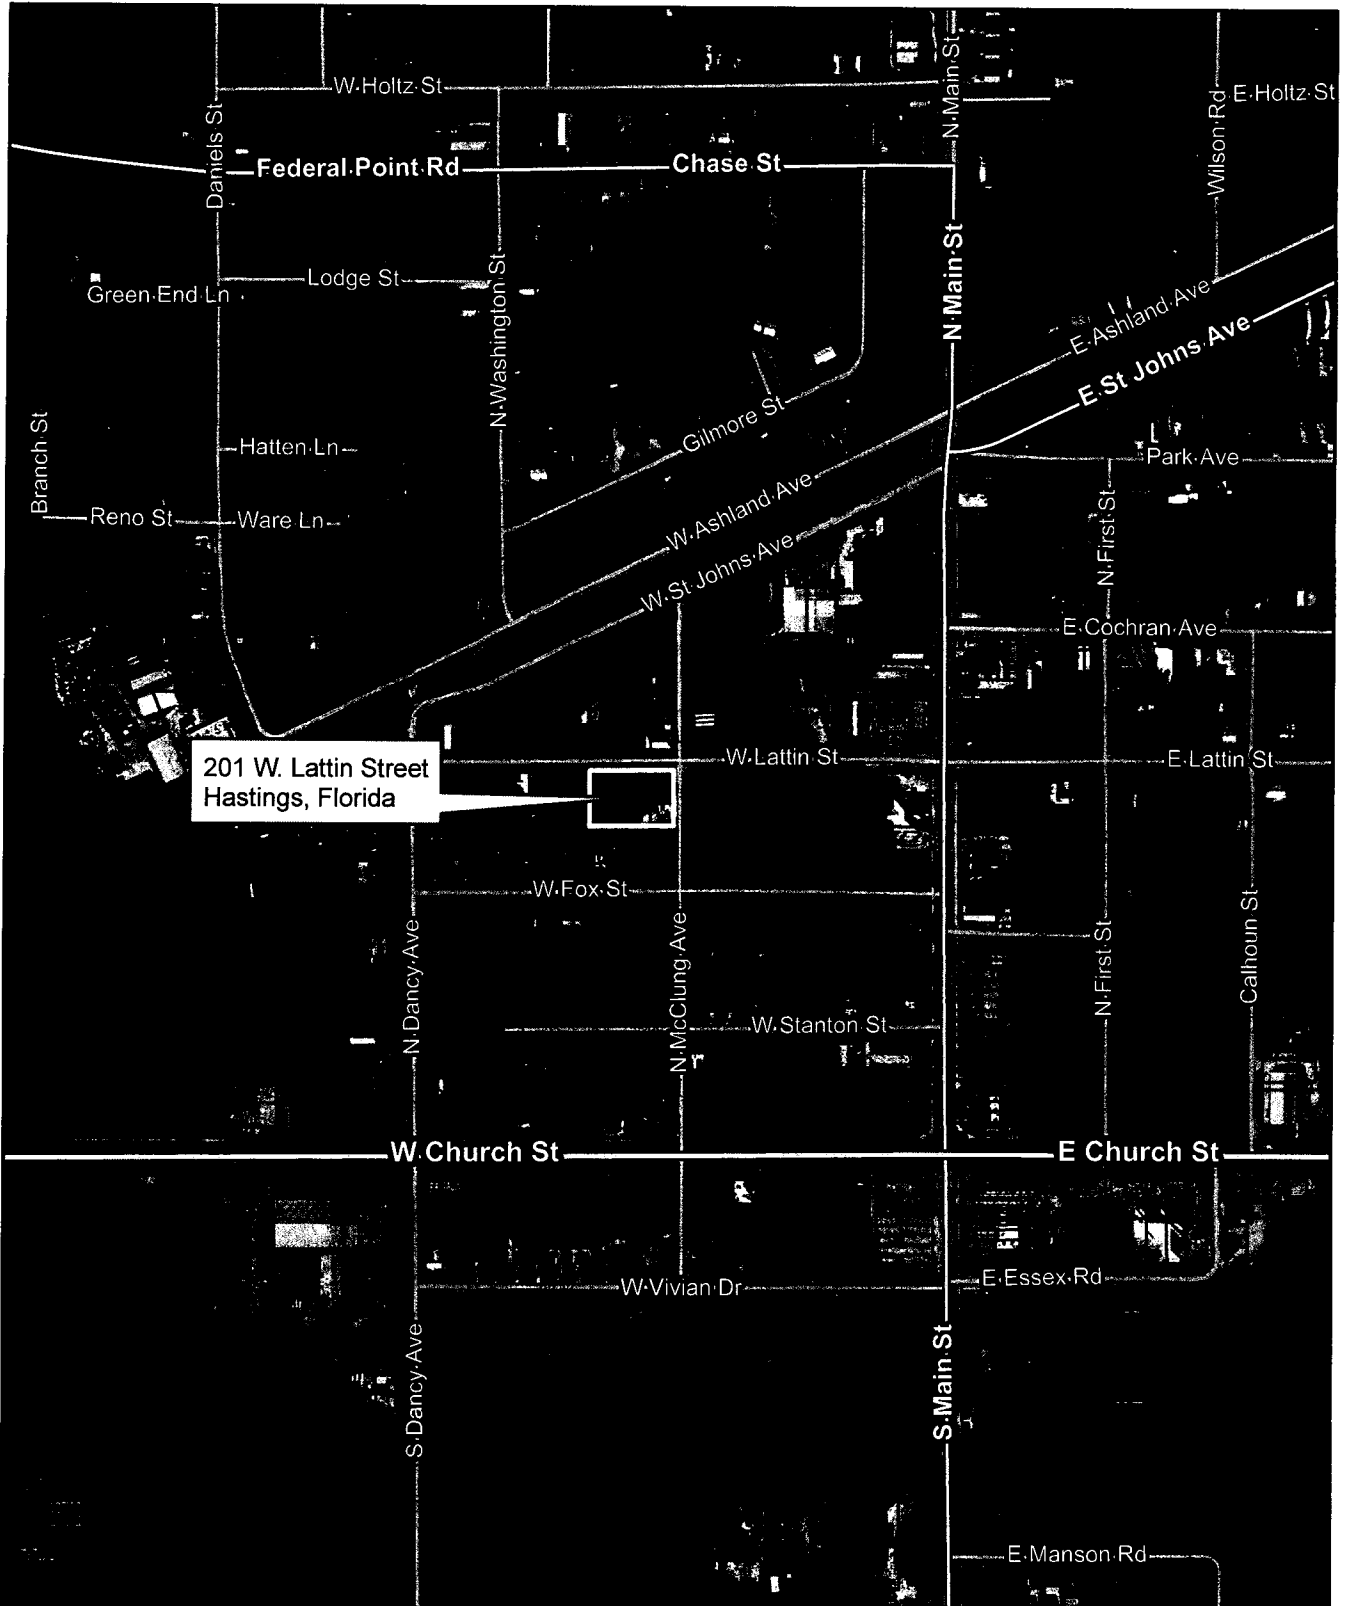 N Main St
W Holtz St
E Holtz St
Daniels St
Wilson Rd
Federal Point Rd
Chase St
N Main St
Lodge St
Green End Ln
N Washington St
E Ashland Ave
E St Johns Ave
Gilmore St
Branch St
Hatten Ln
Park Ave
W Ashland Ave
Reno St
Ware Ln
N First St
W St Johns Ave
E Cochran Ave
W Lattin St
E Lattin St
201 W. Lattin Street
Hastings, Florida
W Fox St
N Dancy Ave
N McClung Ave
N First St
Calhoun St
W Stanton St
W Church St
E Church St
W Vivian Dr
E Essex Rd
S Dancy Ave
S Main St
E Manson Rd